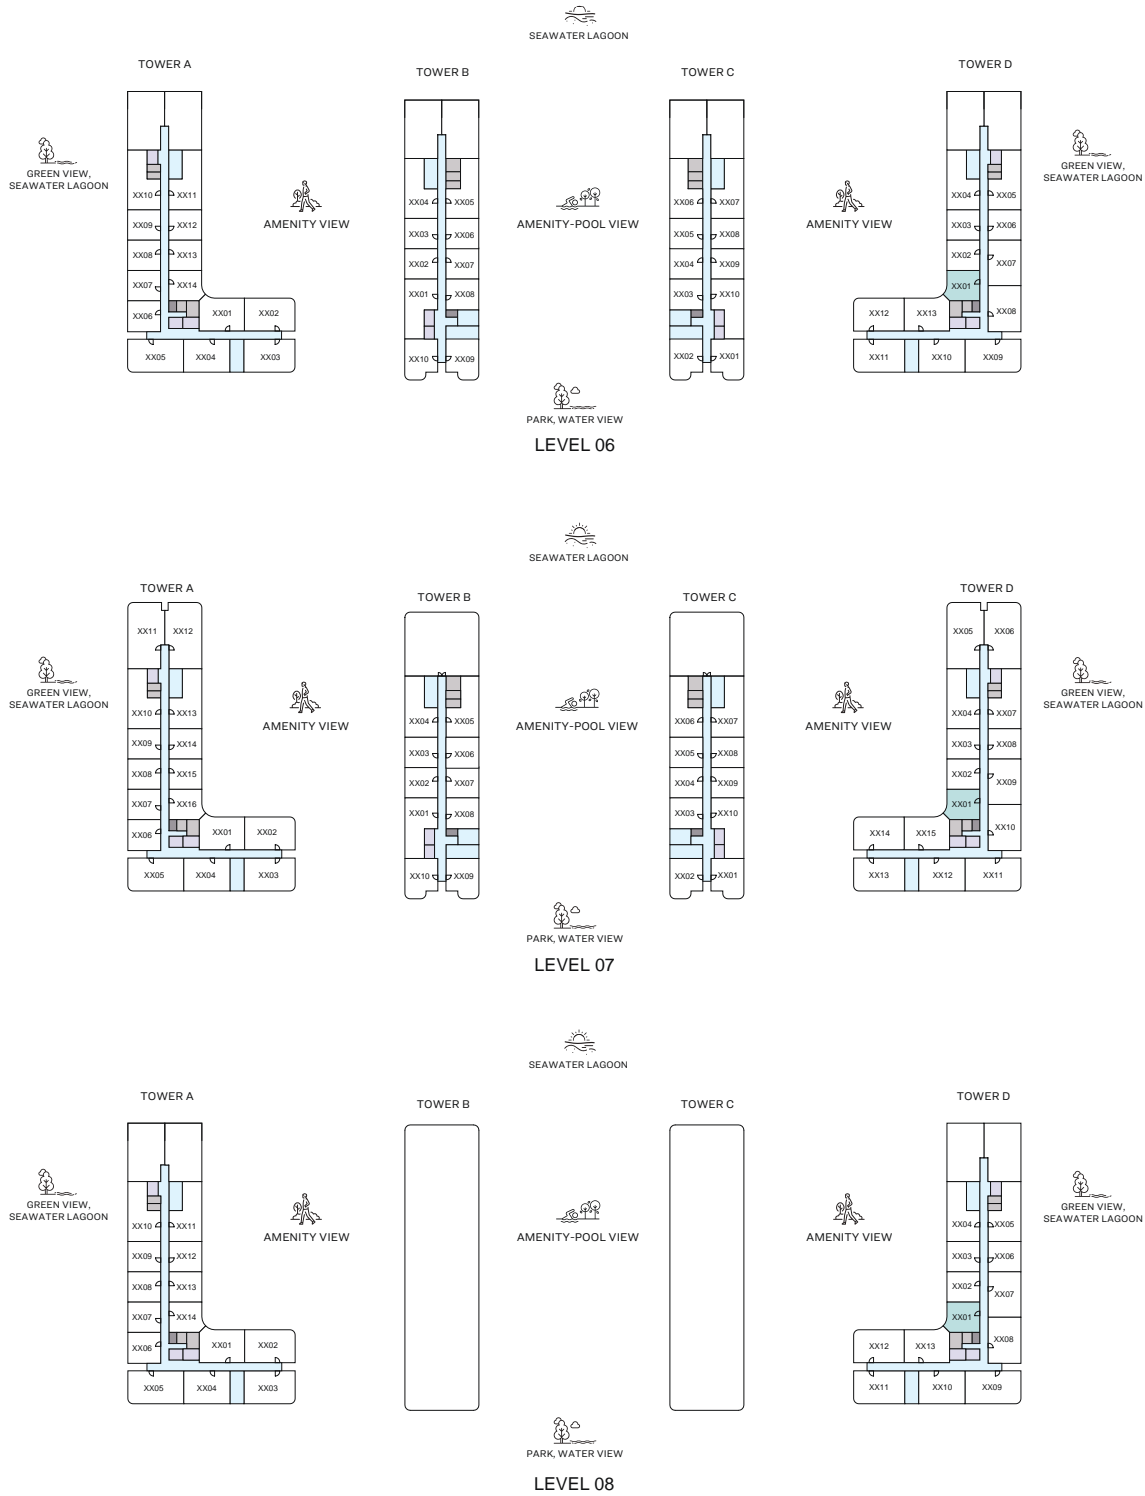 SEAWATER LAGOON
TOWER A
TOWER B
TOWER C
TOWER D
GREEN VIEW,
SEAWATER LAGOON
AMENITY VIEW
AMENITY-POOL VIEW
AMENITY VIEW
GREEN VIEW,
SEAWATER LAGOON
XX10 XX11
XX09 XX12
XX08 XX13
XX07 XX14
XX06 XX01 XX02
XX05 XX04 XX03
XX04 XX05
XX03 XX06
XX02 XX07
XX01 XX08
XX10 XX09
XX06 XX07
XX05 XX08
XX04 XX09
XX03 XX10
XX02 XX01
XX04 XX05
XX03 XX06
XX02 XX07
XX01
XX12 XX13 XX08
XX11 XX10 XX09
PARK, WATER VIEW
LEVEL 06
SEAWATER LAGOON
TOWER A
TOWER B
TOWER C
TOWER D
GREEN VIEW,
SEAWATER LAGOON
AMENITY VIEW
AMENITY-POOL VIEW
AMENITY VIEW
GREEN VIEW,
SEAWATER LAGOON
XX11 XX12
XX10 XX13
XX09 XX14
XX08 XX15
XX07 XX16
XX06 XX01 XX02
XX05 XX04 XX03
XX04 XX05
XX03 XX06
XX02 XX07
XX01 XX08
XX10 XX09
XX06 XX07
XX05 XX08
XX04 XX09
XX03 XX10
XX02 XX01
XX05 XX06
XX04 XX07
XX03 XX08
XX02 XX09
XX01
XX14 XX15 XX10
XX13 XX12 XX11
PARK, WATER VIEW
LEVEL 07
SEAWATER LAGOON
TOWER A
TOWER B
TOWER C
TOWER D
GREEN VIEW,
SEAWATER LAGOON
AMENITY VIEW
AMENITY-POOL VIEW
AMENITY VIEW
GREEN VIEW,
SEAWATER LAGOON
XX10 XX11
XX09 XX12
XX08 XX13
XX07 XX14
XX06 XX01 XX02
XX05 XX04 XX03
XX04 XX05
XX03 XX06
XX02 XX07
XX01
XX12 XX13 XX08
XX11 XX10 XX09
PARK, WATER VIEW
LEVEL 08